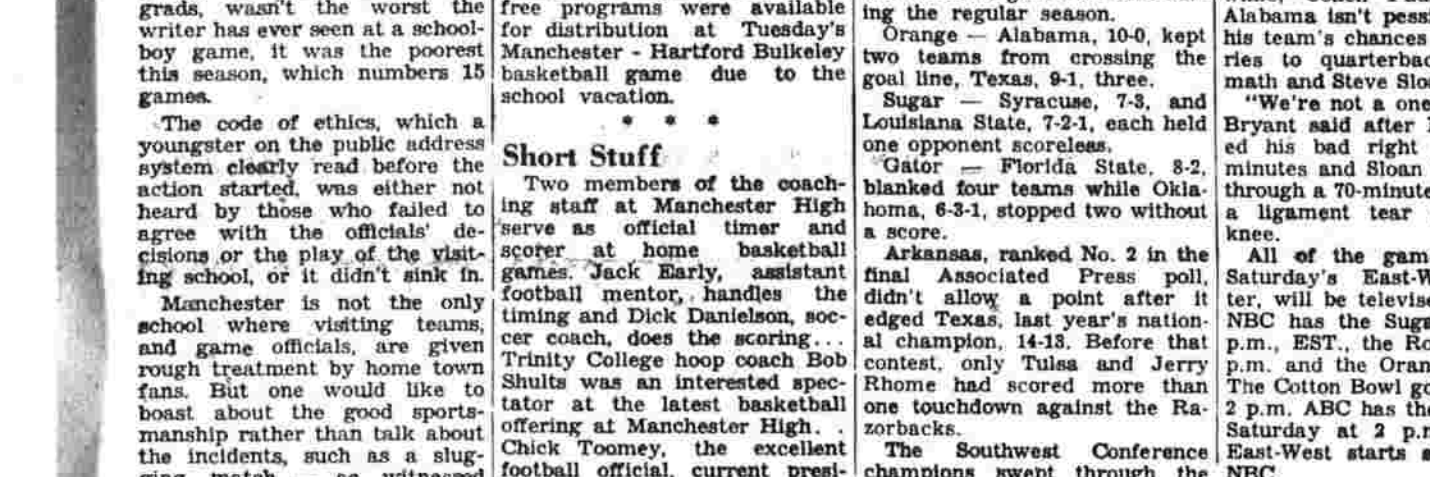 grads, wasn't the worst the
writer has ever seen at a school-
boy game, it was the poorest
this season, which numbers 15
games.
The code of ethics, which a
youngster on the public address
system clearly read before the
action started, was either not
heard by those who failed to
agree with the officials' de-
cisions or the play of the visit-
ing school, or it didn't sink in.
Manchester is not the only
school where visiting teams,
and game officials, are given
rough treatment by home town
fans. But one would like to
boast about the good sports-
manship rather than talk about
the incidents, such as a slug-
free programs were available
for distribution at Tuesday's
Manchester - Hartford Bulkeley
basketball game due to the
school vacation.
* * *
Short Stuff
Two members of the coach-
ing staff at Manchester High
serve as official timer and
scorer at home basketball
games. Jack Early, assistant
football mentor, handles the
timing and Dick Danielson, soc-
cer coach, does the scoring...
Trinity College hoop coach Bob
Shults was an interested spec-
tator at the latest basketball
offering at Manchester High. .
Chick Toomey, the excellent
football official, current presi-
ing the regular season.
Orange — Alabama, 10-0, kept
two teams from crossing the
goal line, Texas, 9-1, three.
Sugar — Syracuse, 7-3, and
Louisiana State, 7-2-1, each held
one opponent scoreless.
Gator — Florida State, 8-2,
blanked four teams while Okla-
homa, 6-3-1, stopped two without
a score.
Arkansas, ranked No. 2 in the
final Associated Press poll,
didn't allow a point after it
edged Texas, last year's nation-
al champion, 14-13. Before that
contest, only Tulsa and Jerry
Rhome had scored more than
one touchdown against the Ra-
zorbacks.
The Southwest Conference
champions swept through the
Alabama isn't pess
his team's chances
ries to quarterbac
math and Steve Slo
"We're not a one
Bryant said after
ed his bad right
minutes and Sloan
through a 70-minute
a ligament tear
knee.
All of the gam
Saturday's East-W
ter, will be televise
NBC has the Suga
p.m., EST., the Ro
p.m. and the Oran
The Cotton Bowl go
2 p.m. ABC has the
Saturday at 2 p.m
East-West starts
NBC